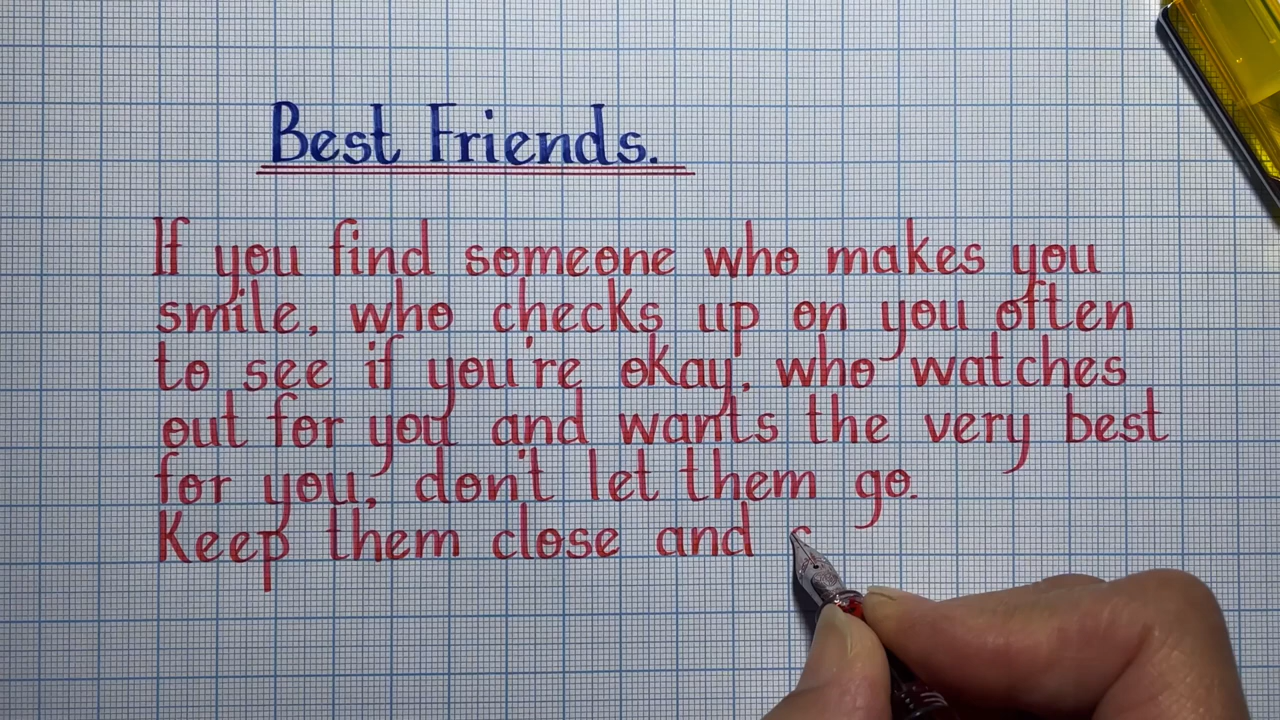 Best Friends.
If you find someone who makes you
smile, who checks up on you often
to see if you're okay, who watches
out for you and wants the very best
for you, don't let them go.
Keep them close and